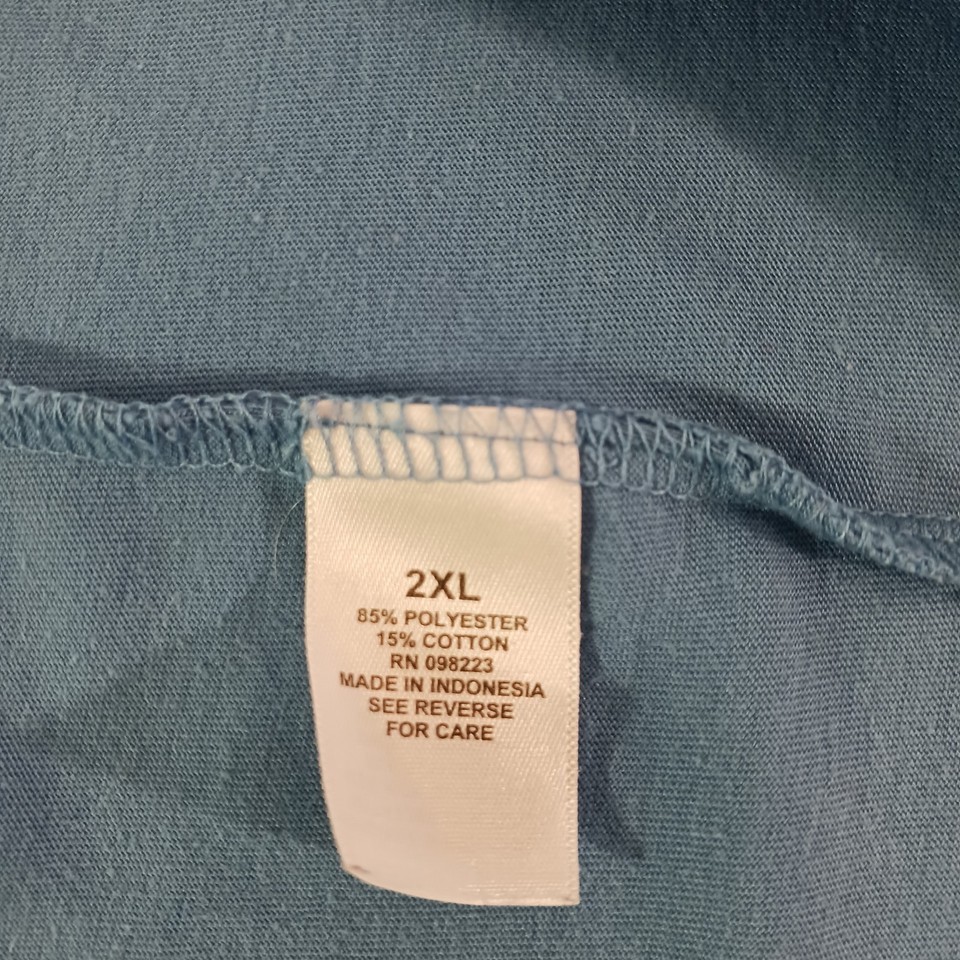 2XL
85% POLYESTER
15% COTTON
RN 098223
MADE IN INDONESIA
SEE REVERSE
FOR CARE